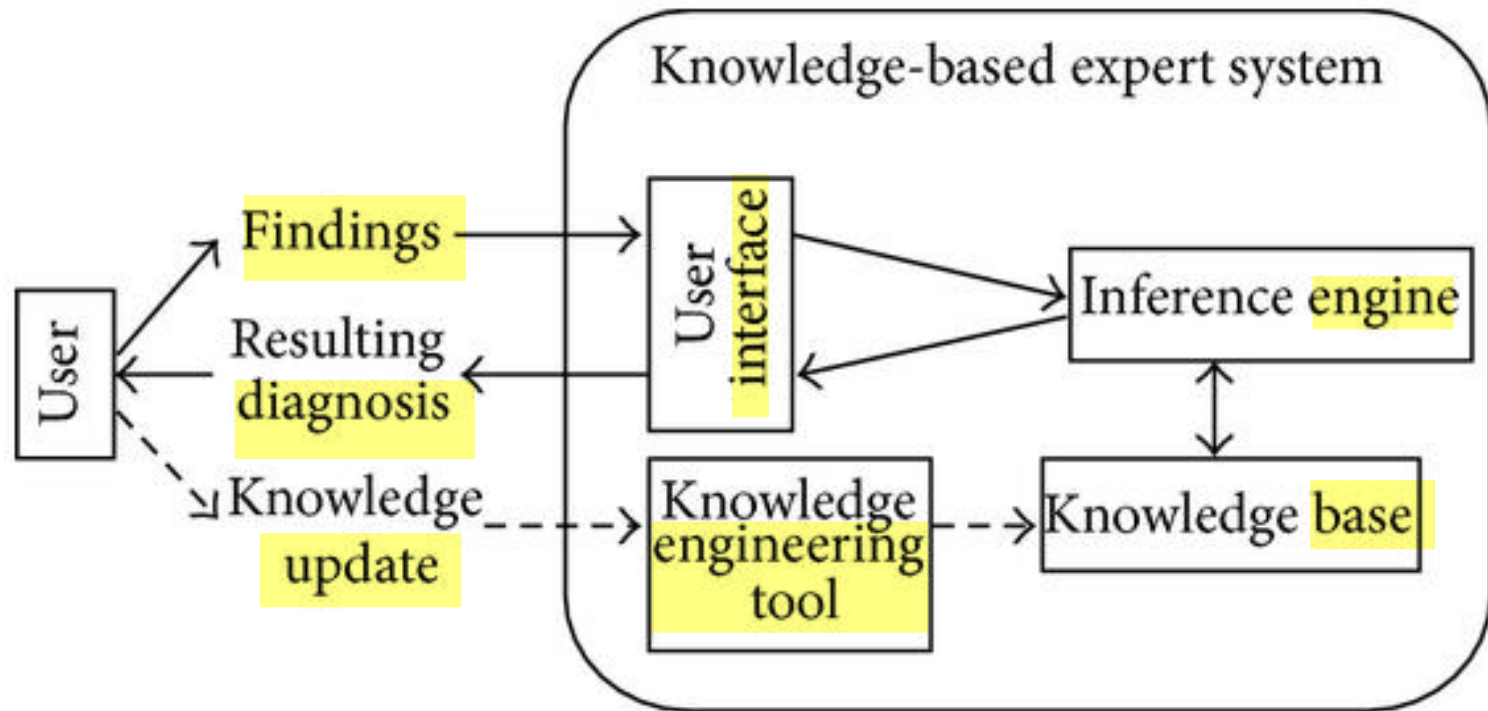 Knowledge-based expert system
User
Findings
Resulting
diagnosis
Knowledge
update
User
interface
Knowledge
engineering
tool
Inference engine
Knowledge base